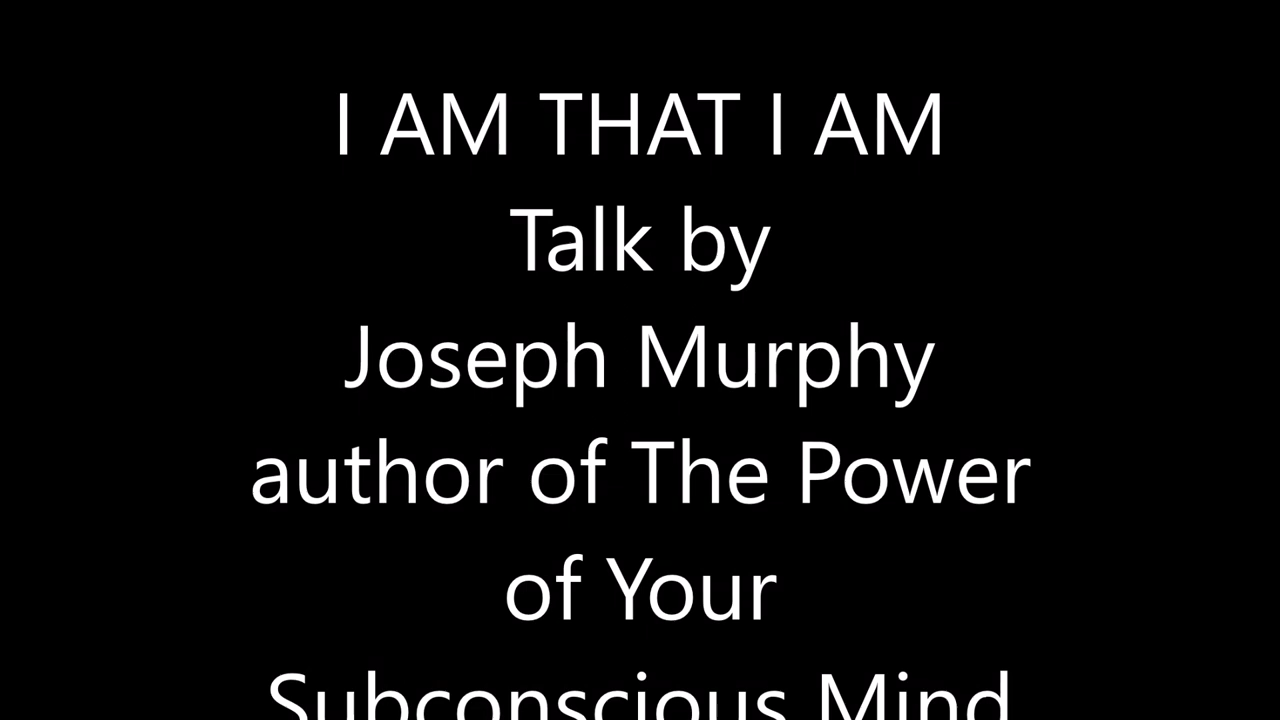 I AM THAT I AM
Talk by
Joseph Murphy
author of The Power
of Your
Subconscious Mind